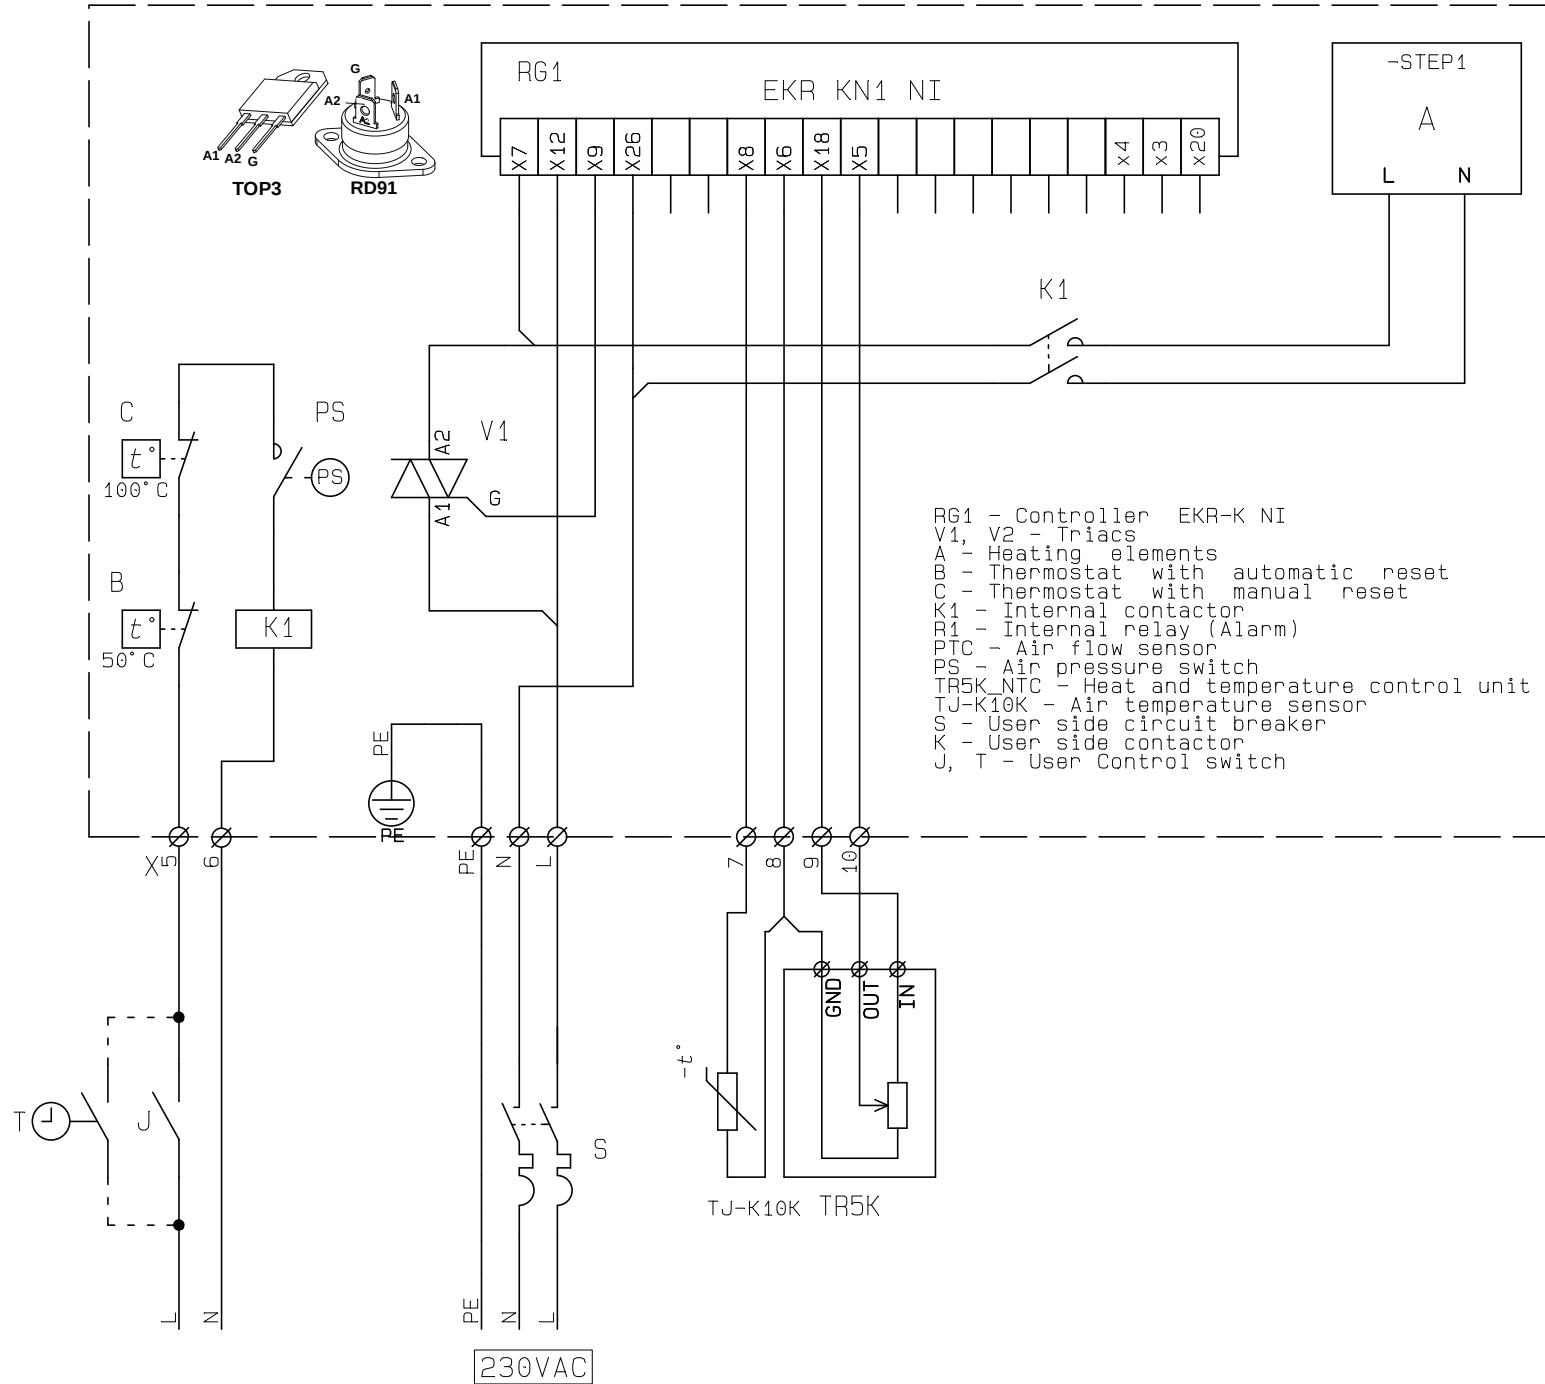 RG1
EKR KN1 NI
X7 X12 X9 X26 X8 X6 X18 X5 x4 x3 x20
-STEP1
A
L N
G
A2 A1
A2
A1 A2 G
TOP3 RD91
K1
C PS
t° PS
100°C
V1
A2
G
A1
B
t° K1
50°C
RG1 - Controller EKR-K NI
V1, V2 - Triacs
A - Heating elements
B - Thermostat with automatic reset
C - Thermostat with manual reset
K1 - Internal contactor
R1 - Internal relay (Alarm)
PTC - Air flow sensor
PS - Air pressure switch
TR5K_NTC - Heat and temperature control unit
TJ-K10K - Air temperature sensor
S - User side circuit breaker
K - User side contactor
J, T - User Control switch
PE
PE
X 5 6 PE N L 7 8 9 10
GND OUT IN
-t°
T J S
TJ-K10K TR5K
L N PE N L
230VAC